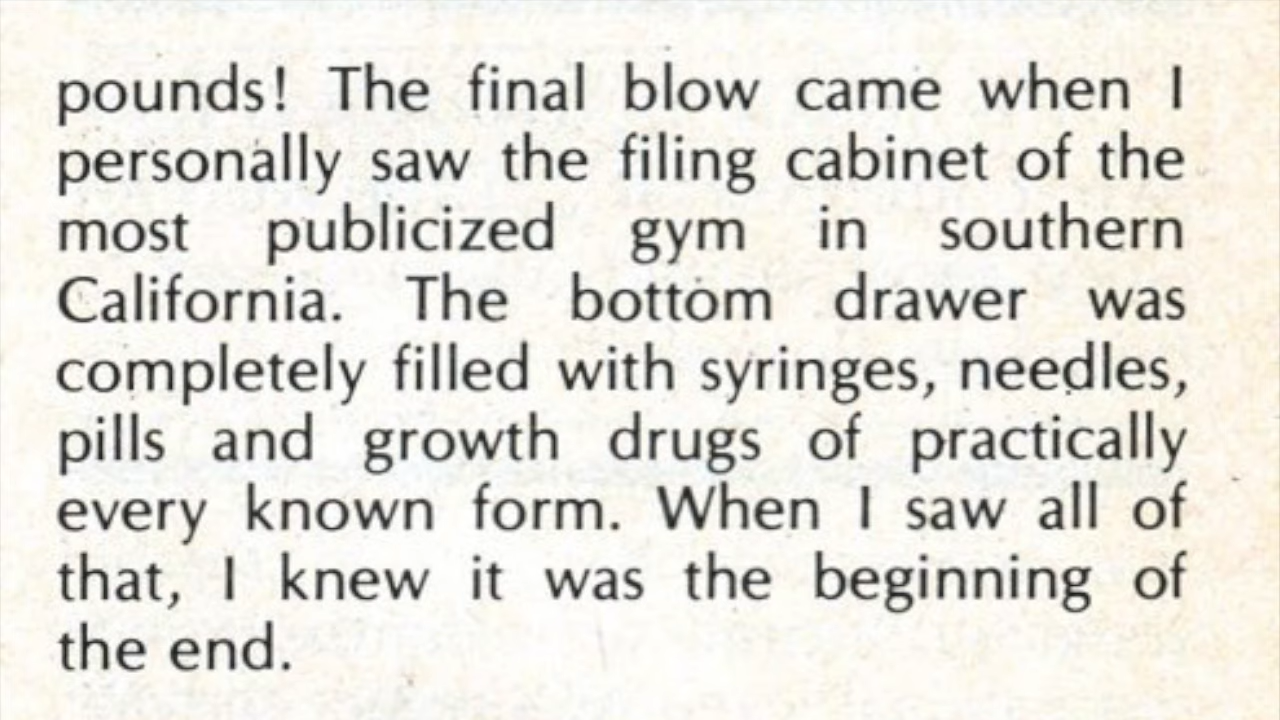 pounds! The final blow came when I
personally saw the filing cabinet of the
most publicized gym in southern
California. The bottom drawer was
completely filled with syringes, needles,
pills and growth drugs of practically
every known form. When I saw all of
that, I knew it was the beginning of
the end.